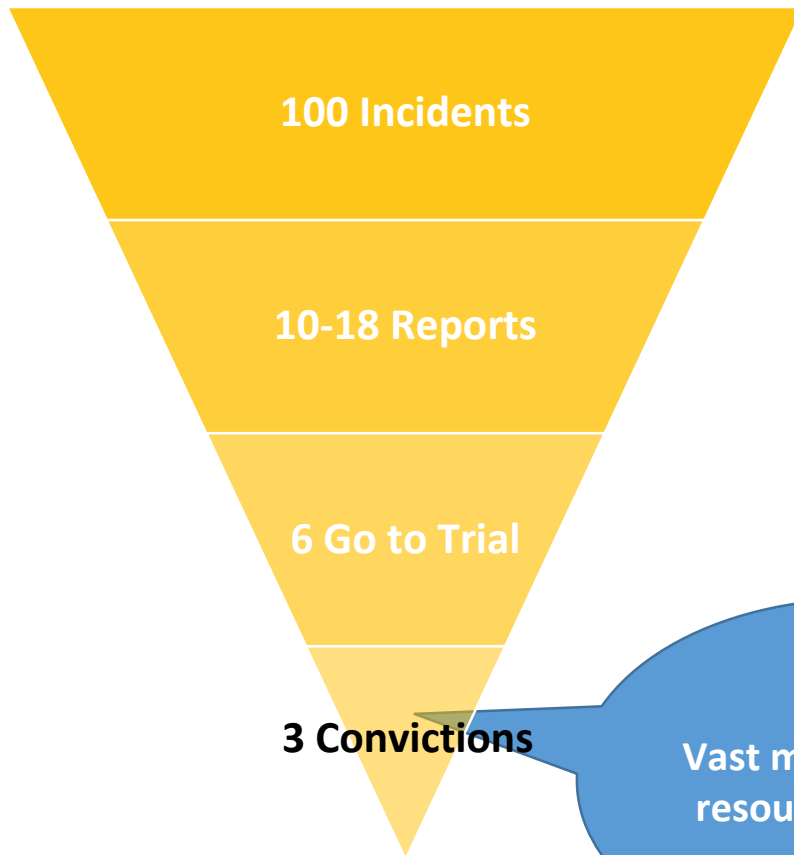 100 Incidents
10-18 Reports
6 Go to Trial
3 Convictions
Vast